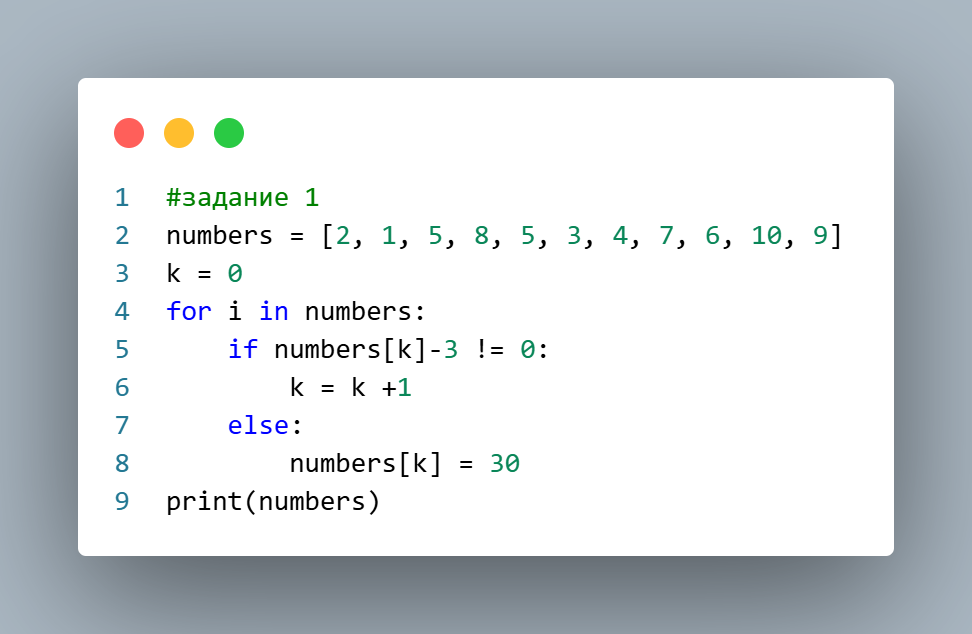 1 #задание 1
2 numbers = [2, 1, 5, 8, 5, 3, 4, 7, 6, 10, 9]
3 k = 0
4 for i in numbers:
5     if numbers[k]-3 != 0:
6         k = k +1
7     else:
8         numbers[k] = 30
9 print(numbers)